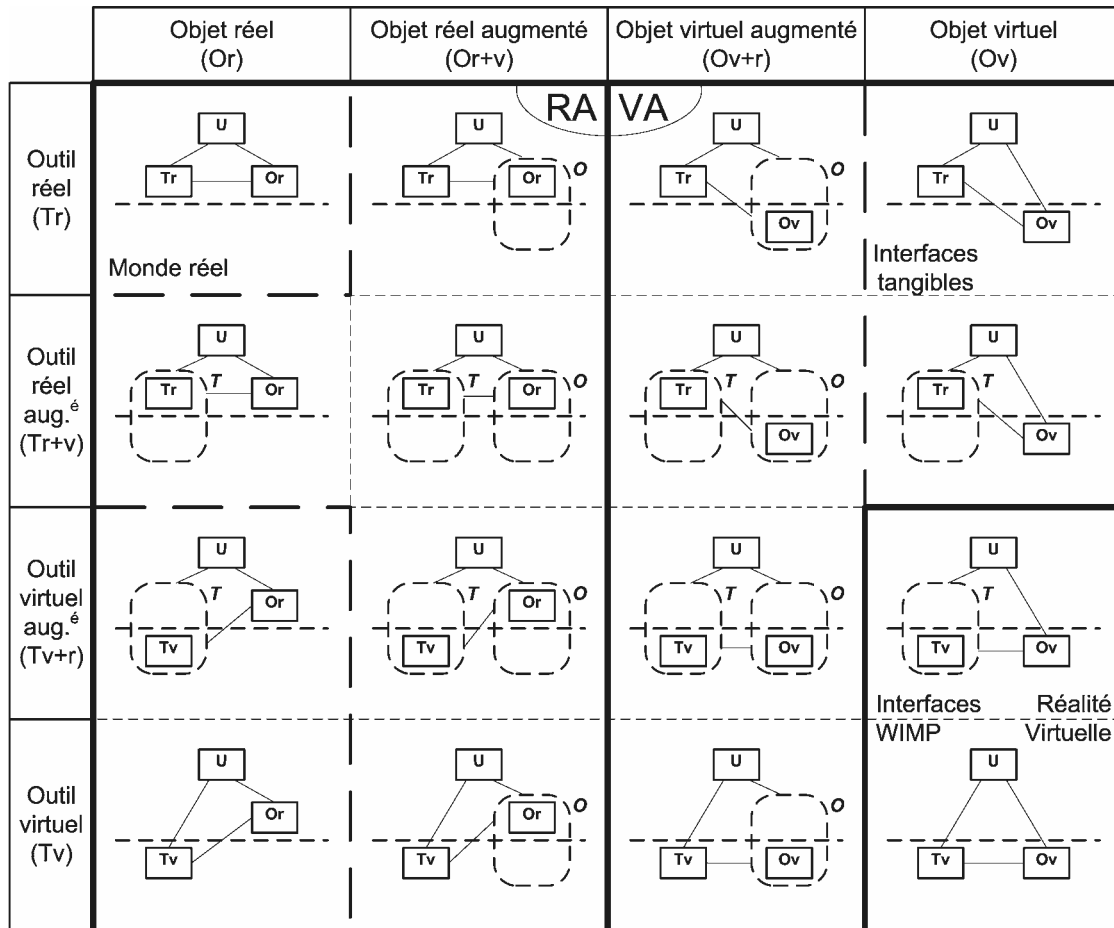 Objet réel
(Or)
Objet réel augmenté
(Or+v)
Objet virtuel augmenté
(Ov+r)
Objet virtuel
(Ov)
RA VA
Outil
réel
(Tr)
U
Tr
Or
Monde réel
U
Tr
Or
O
U
Tr
Ov
O
U
Tr
Ov
Interfaces
tangibles
Outil
réel
aug.é
(Tr+v)
U
Tr
T
Or
U
Tr
T
Or
O
U
Tr
T
Ov
O
U
Tr
T
Ov
Outil
virtuel
aug.é
(Tv+r)
U
T
Or
Tv
U
T
Or
O
Tv
U
T
O
Tv
Ov
U
T
Tv
Ov
Interfaces
WIMP
Réalité
Virtuelle
Outil
virtuel
(Tv)
U
Or
Tv
U
Or
O
Tv
U
O
Tv
Ov
U
Tv
Ov